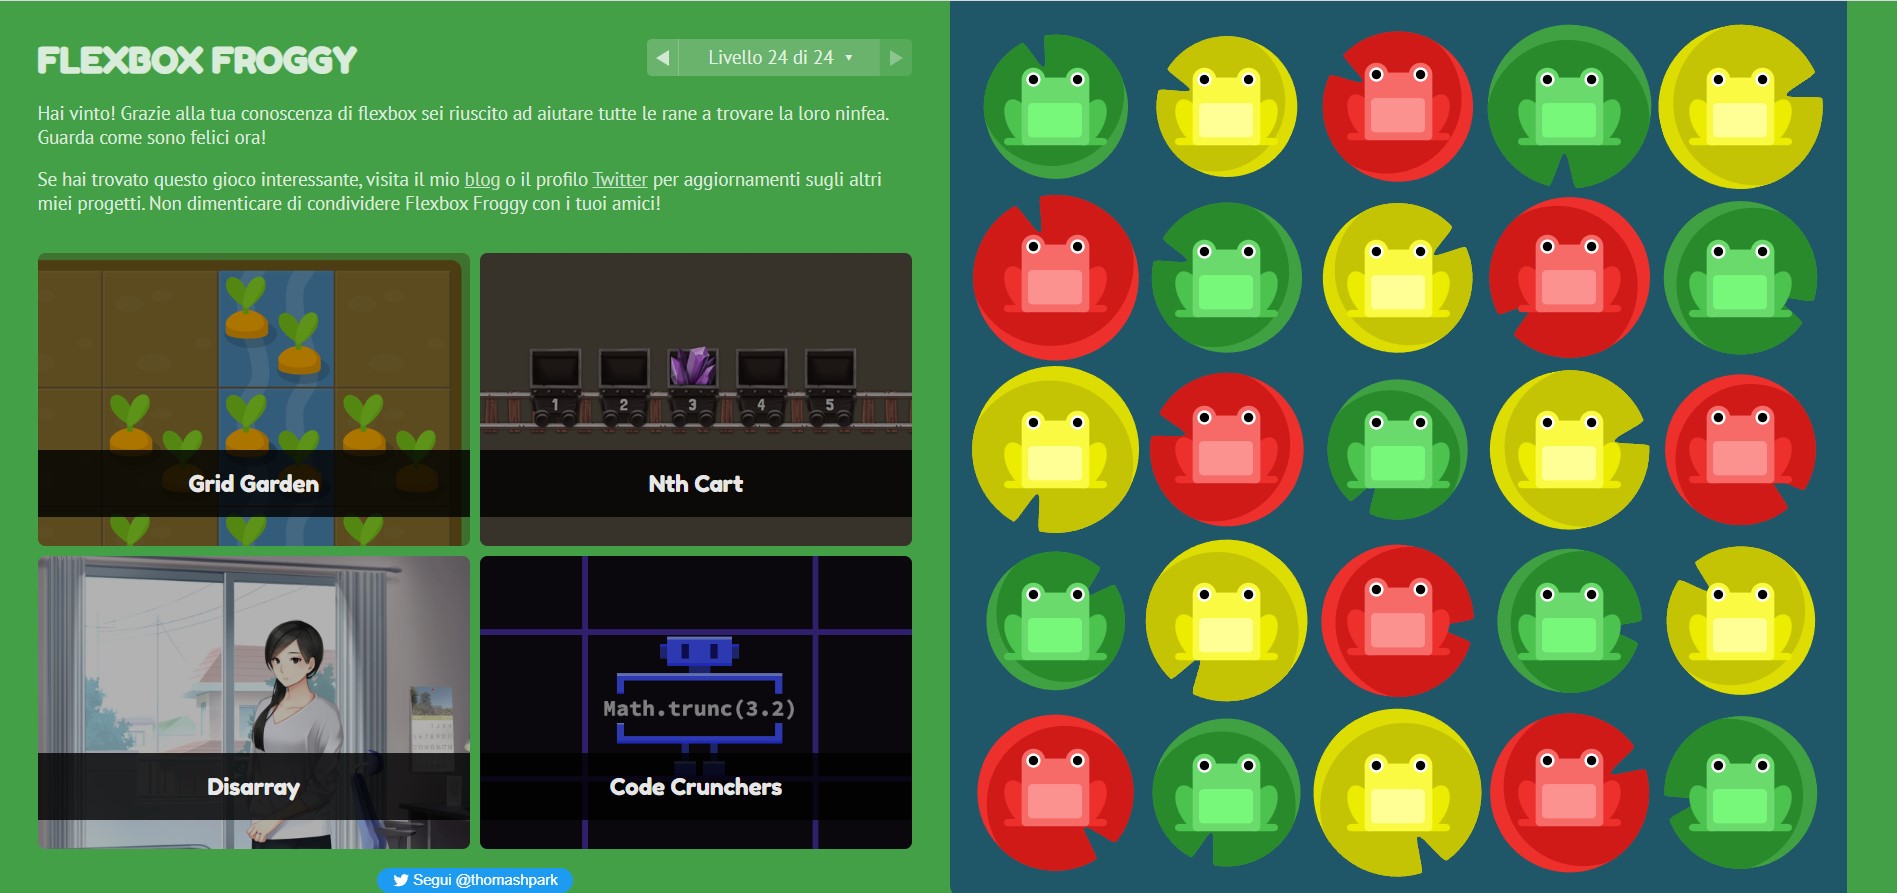 FLEXBOX FROGGY
Livello 24 di 24
Hai vinto! Grazie alla tua conoscenza di flexbox sei riuscito ad aiutare tutte le rane a trovare la loro ninfea.
Guarda come sono felici ora!
Se hai trovato questo gioco interessante, visita il mio blog o il profilo Twitter per aggiornamenti sugli altri
miei progetti. Non dimenticare di condividere Flexbox Froggy con i tuoi amici!
1 2 3 4 5
Grid Garden
Nth Cart
Math.trunc(3.2)
Disarray
Code Crunchers
Segui @thomashpark